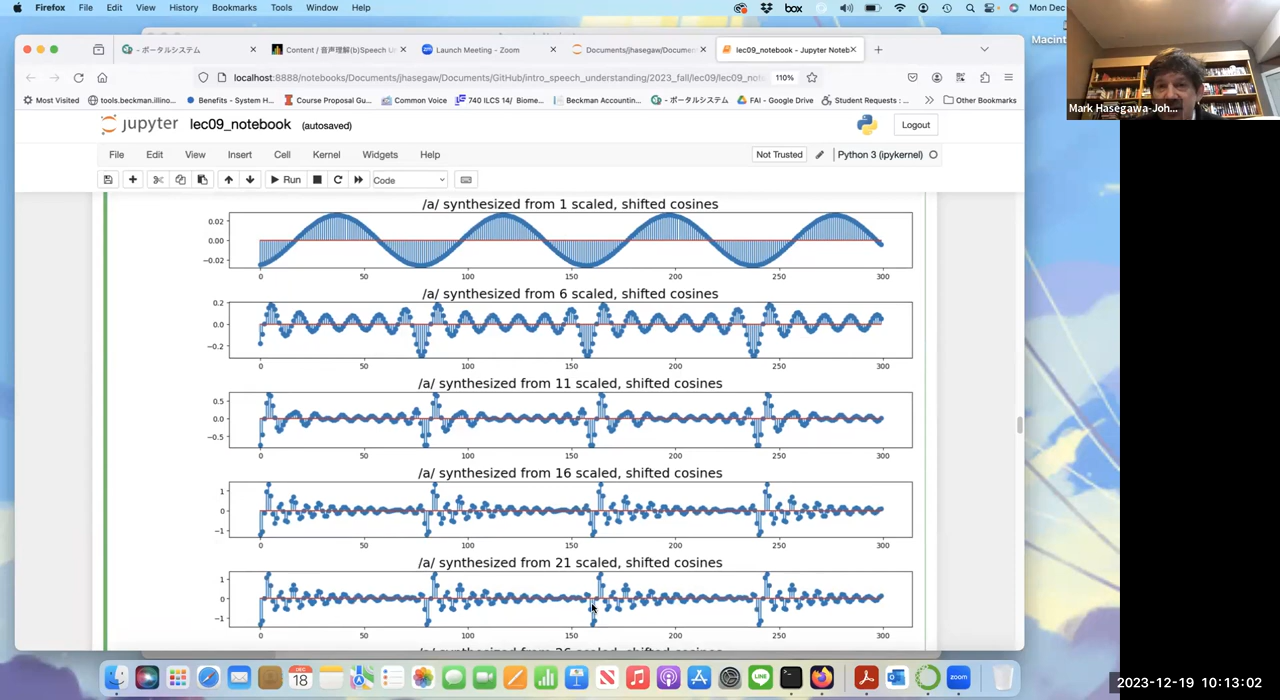 Firefox File Edit View History Bookmarks Tools Window Help box Mon Dec
Macint
Mark Hasegawa-Joh...
ポータルシステム Content / 音声理解(Speech U Launch Meeting - Zoom Documents/jhasegaw/Documen lec09_notebook - Jupyter Noteb
localhost:8888/notebooks/Documents/jhasegaw/Documents/GitHub/intro_speech_understanding/2023_fall/lec09/lec09_note 110%
Most Visited tools.beckman.illino... Benefits - System H... Course Proposal Gu... Common Voice 740 ILCS 14/ Biome... Beckman Accountin... ポータルシステム FAI - Google Drive Student Requests : ... Other Bookmarks
jupyter lec09_notebook (autosaved) Logout
File Edit View Insert Cell Kernel Widgets Help Not Trusted Python 3 (ipykernel)
Run Code
/a/ synthesized from 1 scaled, shifted cosines
0.02
0.00
−0.02
0 50 100 150 200 250 300
/a/ synthesized from 6 scaled, shifted cosines
0.2
0.0
−0.2
0 50 100 150 200 250 300
/a/ synthesized from 11 scaled, shifted cosines
0.5
0.0
−0.5
0 50 100 150 200 250 300
/a/ synthesized from 16 scaled, shifted cosines
1
0
−1
0 50 100 150 200 250 300
/a/ synthesized from 21 scaled, shifted cosines
1
0
−1
0 50 100 150 200 250 300
DEC
18
zoom
2023-12-19 10:13:02